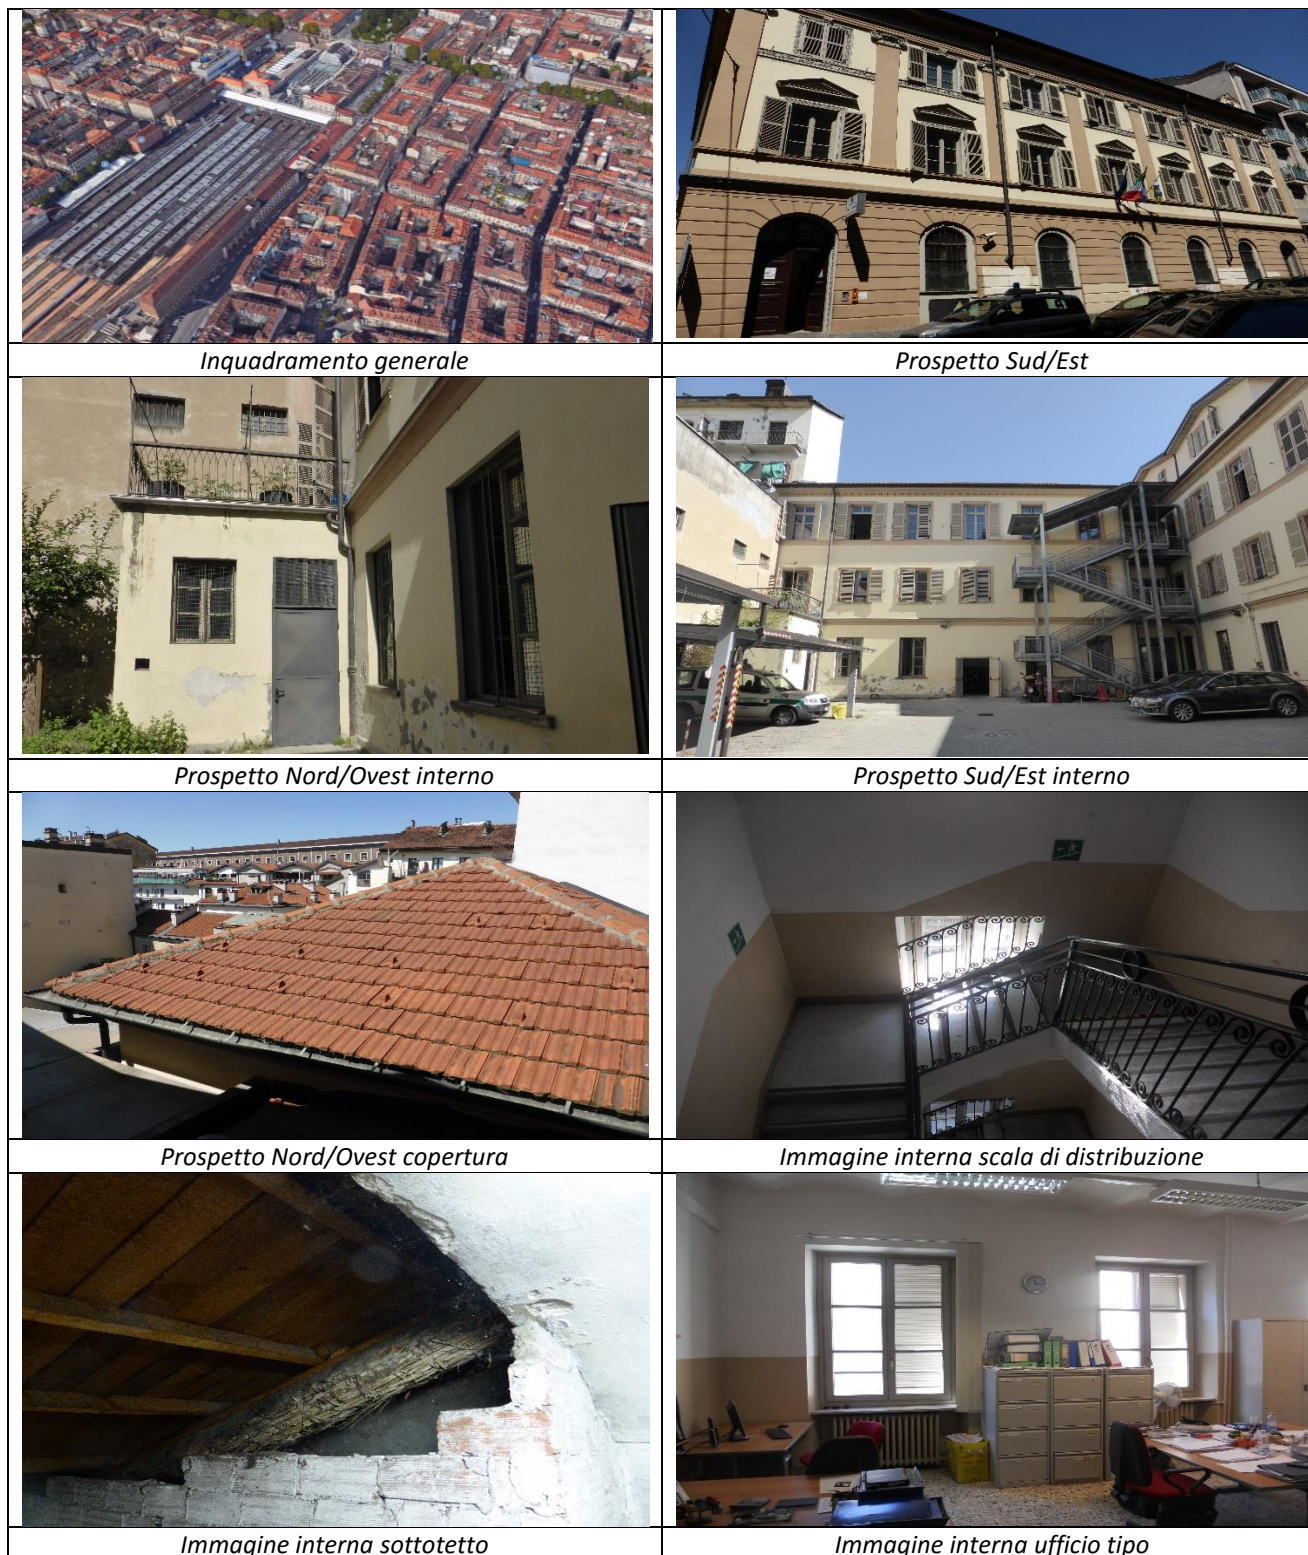 Inquadramento generale
Prospetto Sud/Est
Prospetto Nord/Ovest interno
Prospetto Sud/Est interno
Prospetto Nord/Ovest copertura
Immagine interna scala di distribuzione
Immagine interna sottotetto
Immagine interna ufficio tipo